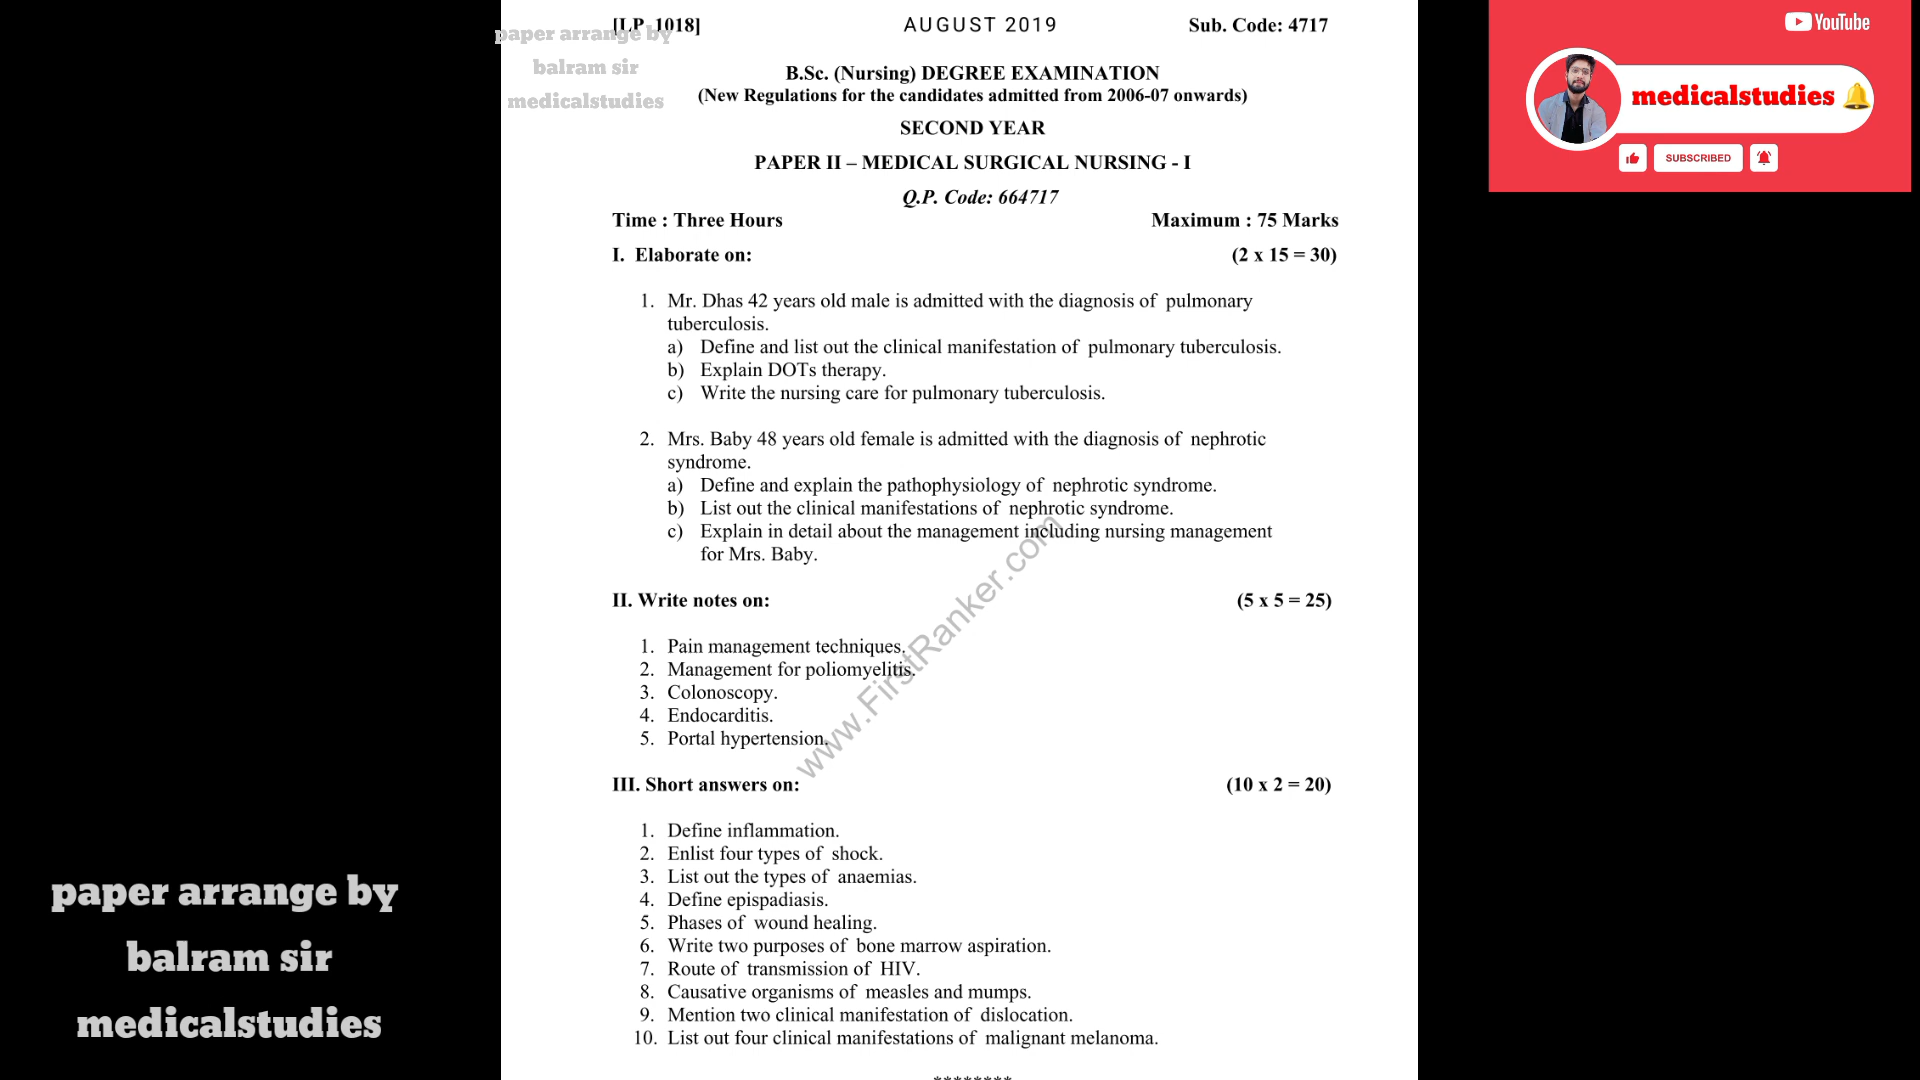 [LP 1018]
AUGUST 2019
Sub. Code: 4717
paper arrange by
balram sir
medicalstudies
B.Sc. (Nursing) DEGREE EXAMINATION
(New Regulations for the candidates admitted from 2006-07 onwards)
SECOND YEAR
PAPER II – MEDICAL SURGICAL NURSING - I
Q.P. Code: 664717
Time : Three Hours
Maximum : 75 Marks
I. Elaborate on:
(2 x 15 = 30)
1. Mr. Dhas 42 years old male is admitted with the diagnosis of pulmonary
tuberculosis.
a) Define and list out the clinical manifestation of pulmonary tuberculosis.
b) Explain DOTs therapy.
c) Write the nursing care for pulmonary tuberculosis.
2. Mrs. Baby 48 years old female is admitted with the diagnosis of nephrotic
syndrome.
a) Define and explain the pathophysiology of nephrotic syndrome.
b) List out the clinical manifestations of nephrotic syndrome.
c) Explain in detail about the management including nursing management
for Mrs. Baby.
II. Write notes on:
(5 x 5 = 25)
1. Pain management techniques.
2. Management for poliomyelitis.
3. Colonoscopy.
4. Endocarditis.
5. Portal hypertension.
www.FirstRanker.com
III. Short answers on:
(10 x 2 = 20)
1. Define inflammation.
2. Enlist four types of shock.
3. List out the types of anaemias.
4. Define epispadiasis.
5. Phases of wound healing.
6. Write two purposes of bone marrow aspiration.
7. Route of transmission of HIV.
8. Causative organisms of measles and mumps.
9. Mention two clinical manifestation of dislocation.
10. List out four clinical manifestations of malignant melanoma.
********
YouTube
medicalstudies
SUBSCRIBED
paper arrange by
balram sir
medicalstudies